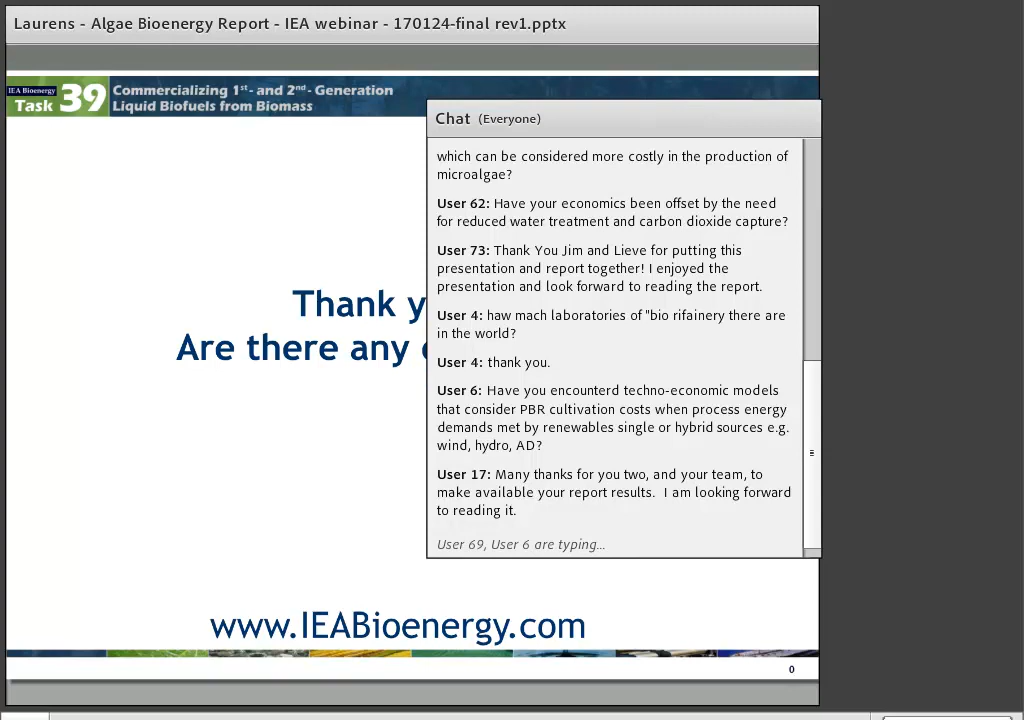 Laurens - Algae Bioenergy Report - IEA webinar - 170124-final rev1.pptx
IEA Bioenergy
Task 39
Commercializing 1st- and 2nd- Generation
Liquid Biofuels from Biomass
Chat (Everyone)
which can be considered more costly in the production of
microalgae?
User 62: Have your economics been offset by the need
for reduced water treatment and carbon dioxide capture?
User 73: Thank You Jim and Lieve for putting this
presentation and report together! I enjoyed the
presentation and look forward to reading the report.
User 4: haw mach laboratories of "bio rifainery there are
in the world?
User 4: thank you.
User 6: Have you encounterd techno-economic models
that consider PBR cultivation costs when process energy
demands met by renewables single or hybrid sources e.g.
wind, hydro, AD?
User 17: Many thanks for you two, and your team, to
make available your report results.  I am looking forward
to reading it.
User 69, User 6 are typing...
Thank y
Are there any
www.IEABioenergy.com
0